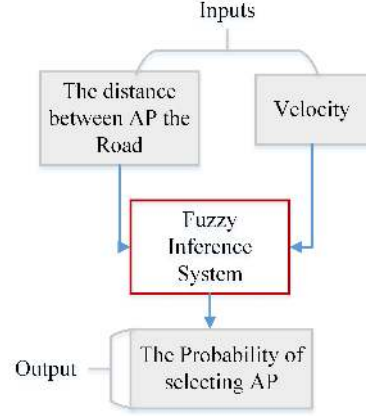 Inputs
The distance
between AP the
Road
Velocity
Fuzzy
Inference
System
Output
The Probability of
selecting AP